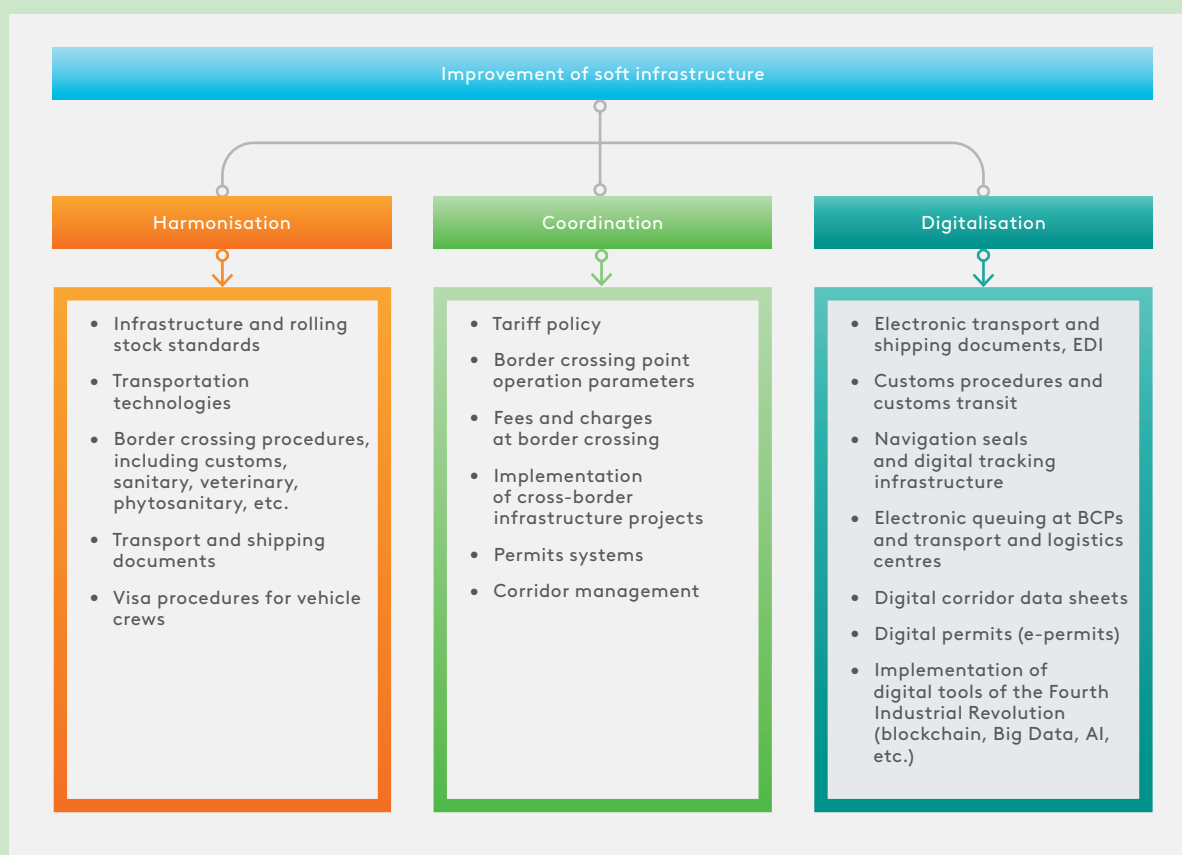 Improvement of soft infrastructure
Harmonisation
Coordination
Digitalisation
• Infrastructure and rolling
stock standards
• Transportation
technologies
• Border crossing procedures,
including customs,
sanitary, veterinary,
phytosanitary, etc.
• Transport and shipping
documents
• Visa procedures for vehicle
crews
• Tariff policy
• Border crossing point
operation parameters
• Fees and charges
at border crossing
• Implementation
of cross-border
infrastructure projects
• Permits systems
• Corridor management
• Electronic transport and
shipping documents, EDI
• Customs procedures and
customs transit
• Navigation seals
and digital tracking
infrastructure
• Electronic queuing at BCPs
and transport and logistics
centres
• Digital corridor data sheets
• Digital permits (e-permits)
• Implementation of
digital tools of the Fourth
Industrial Revolution
(blockchain, Big Data, AI,
etc.)